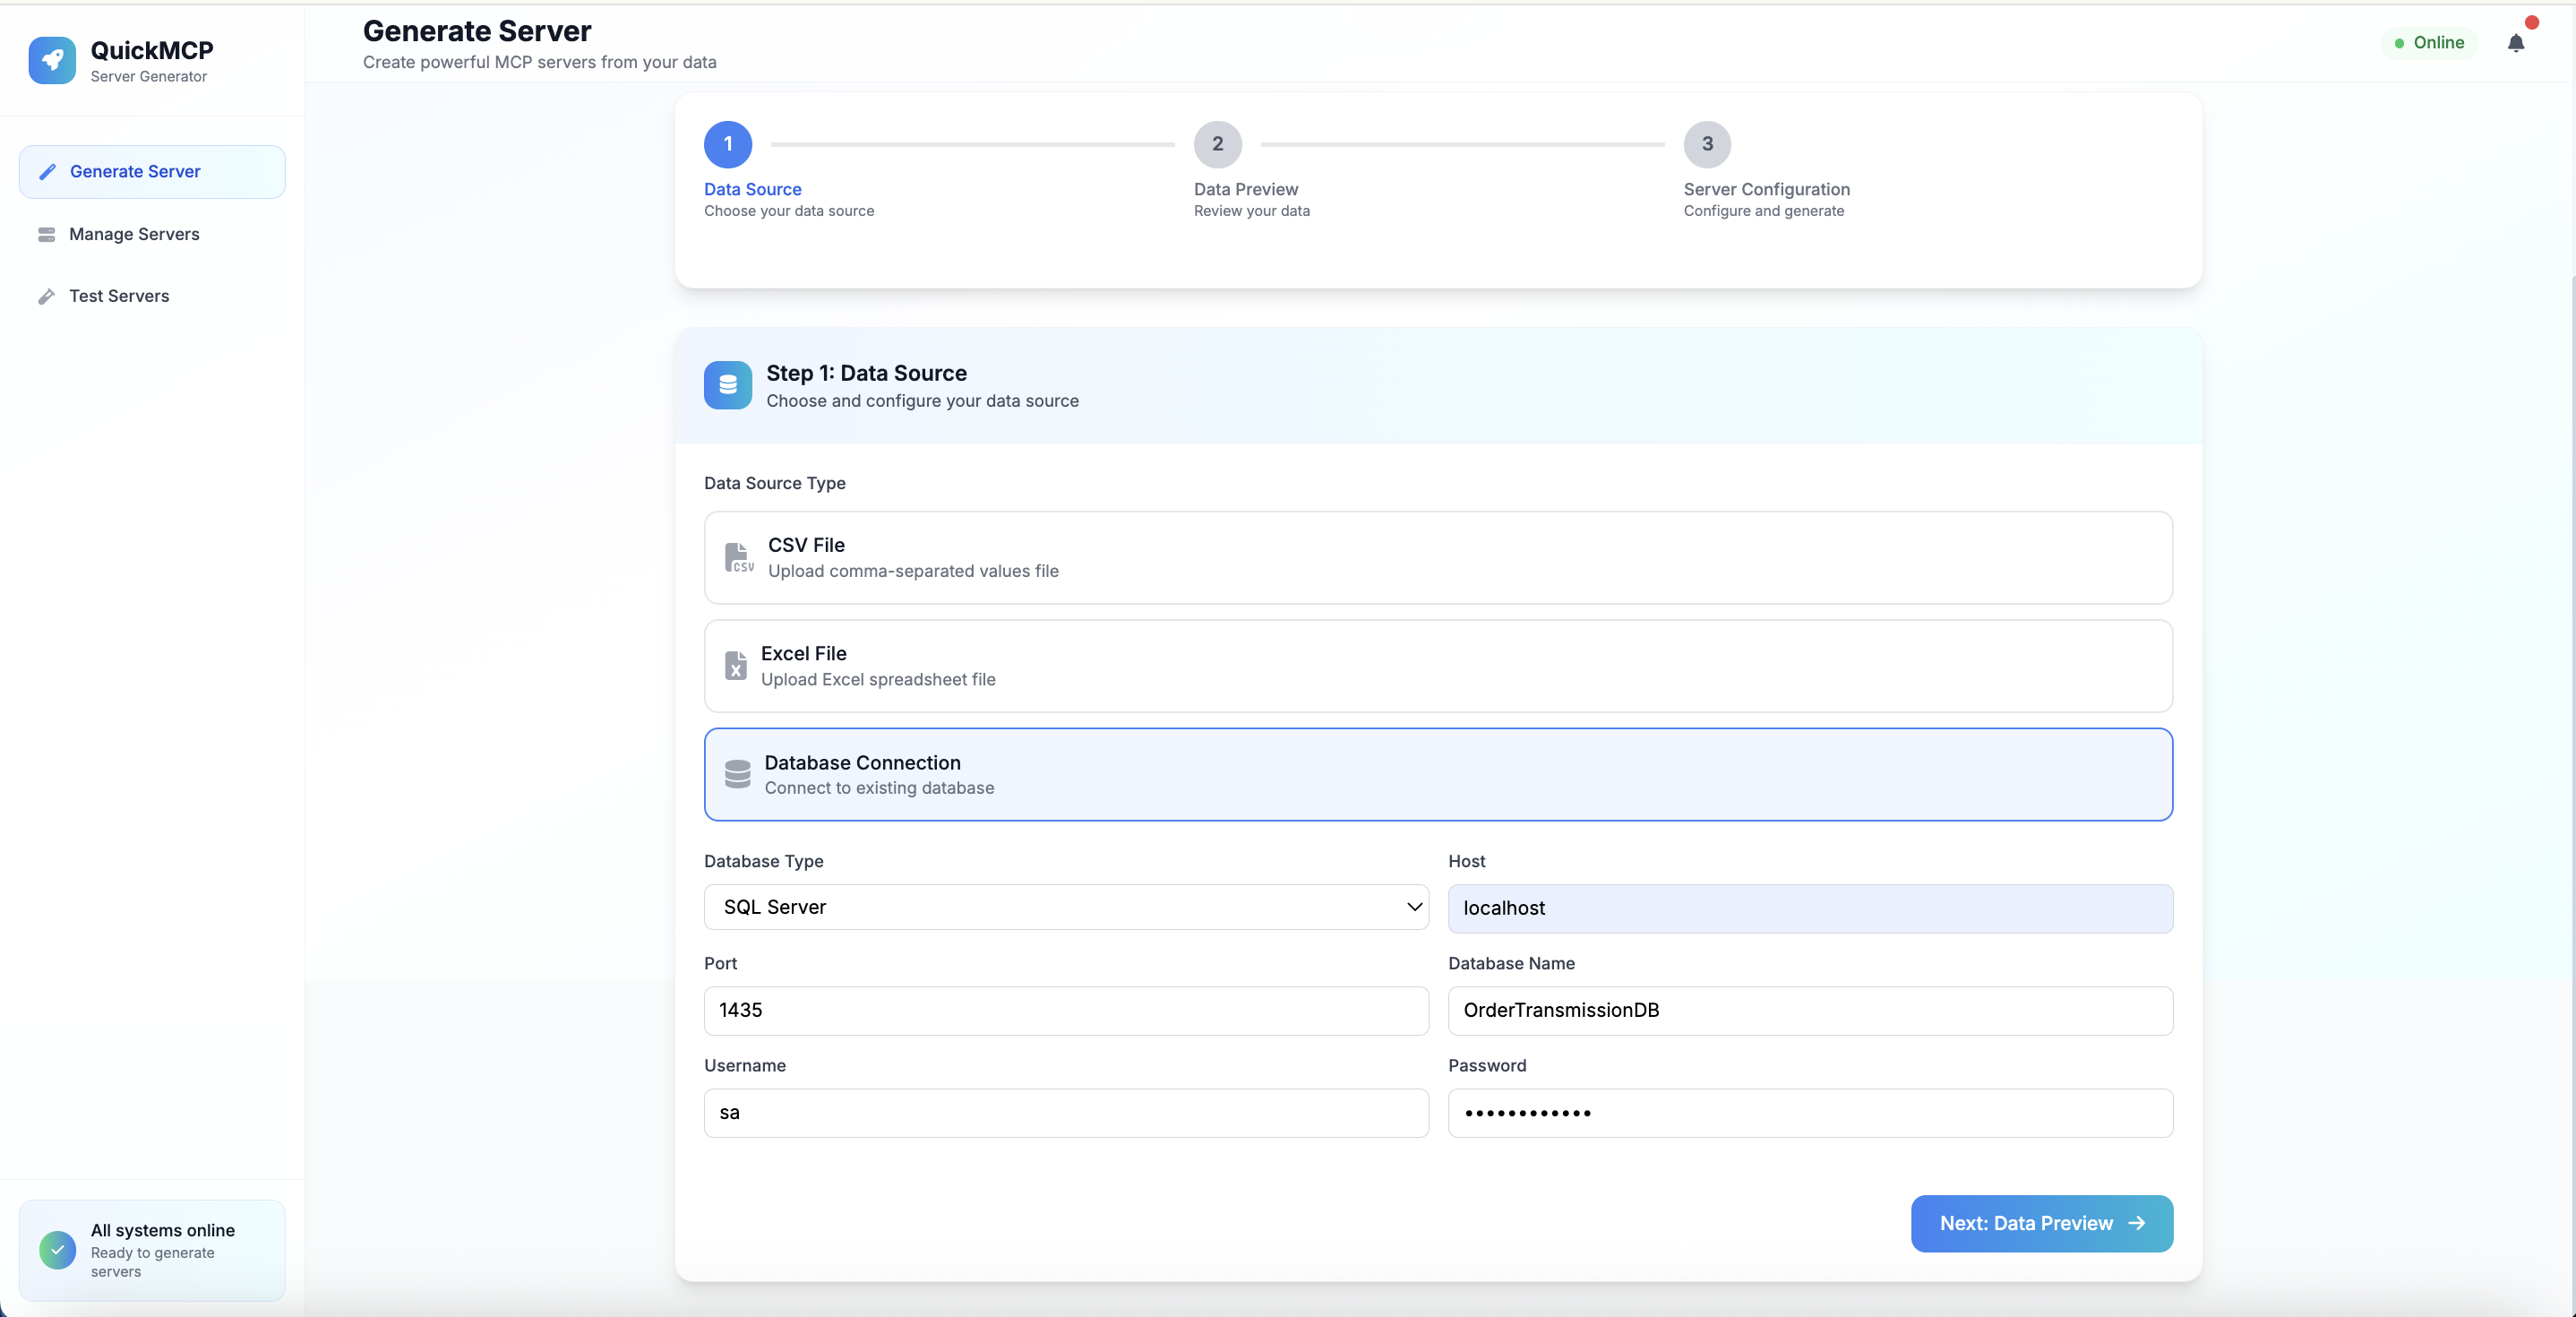 QuickMCP
Server Generator
Generate Server
Manage Servers
Test Servers
All systems online
Ready to generate
servers
Generate Server
Create powerful MCP servers from your data
Online
1
2
3
Data Source
Choose your data source
Data Preview
Review your data
Server Configuration
Configure and generate
Step 1: Data Source
Choose and configure your data source
Data Source Type
CSV
CSV File
Upload comma-separated values file
X
Excel File
Upload Excel spreadsheet file
Database Connection
Connect to existing database
Database Type
SQL Server
Host
localhost
Port
1435
Database Name
OrderTransmissionDB
Username
sa
Password
••••••••••••
Next: Data Preview →